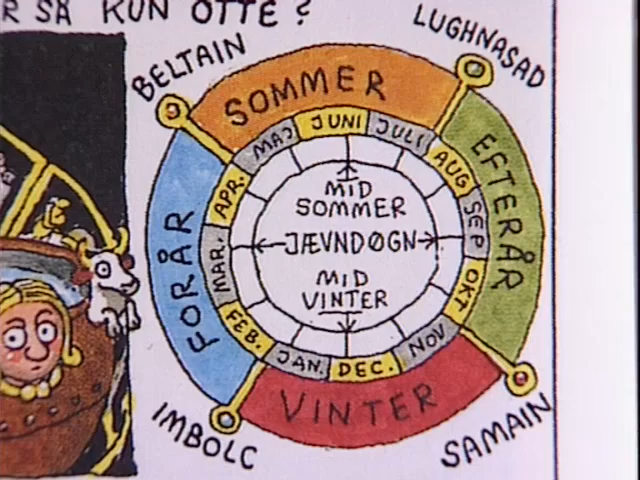 R SÅ KUN OTTE?
LUGHNASAD
BELTAIN
SOMMER
EFTERÅR
FORÅR
VINTER
IMBOLC
SAMAIN
JUNI
JULI
AUG
SEP
OKT
NOV
DEC.
JAN.
FEB.
MAR.
APR.
MAJ
MID
SOMMER
JÆVNDØGN
MID
VINTER